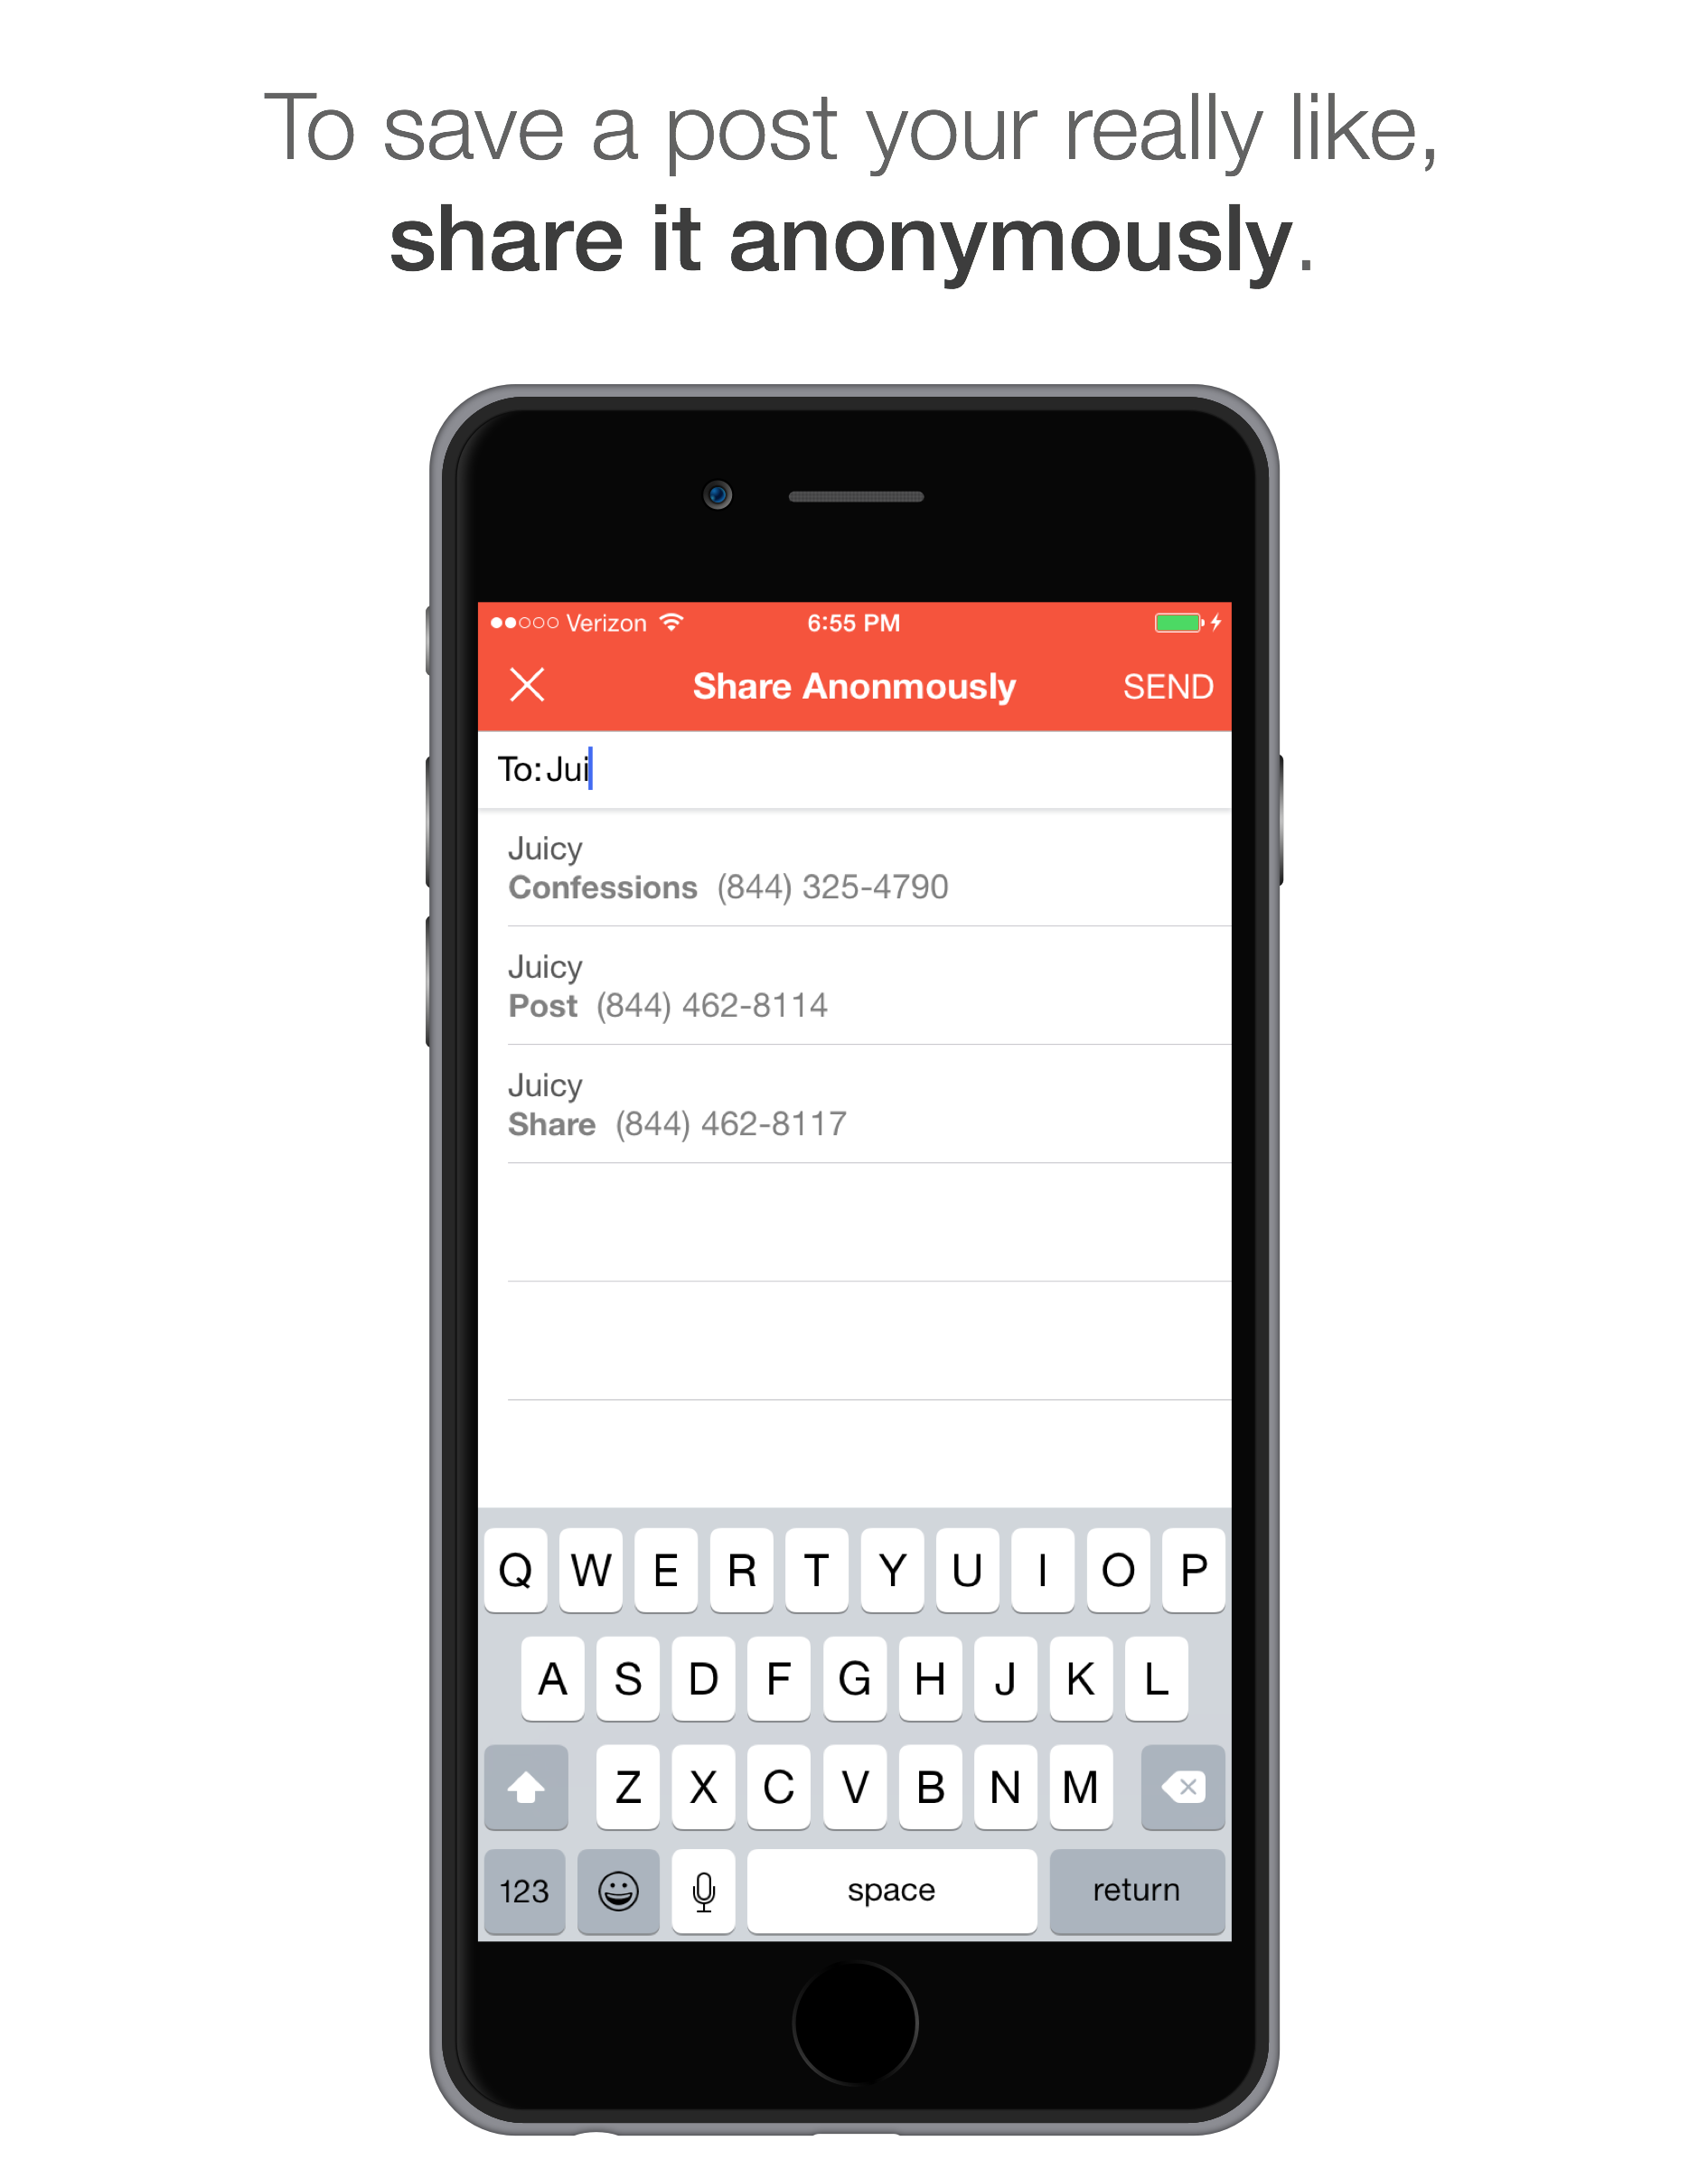 To save a post your really like,
share it anonymously.
Verizon 6:55 PM
Share Anonmously SEND
To: Jui
Juicy
Confessions (844) 325-4790
Juicy
Post (844) 462-8114
Juicy
Share (844) 462-8117
Q W E R T Y U I O P
A S D F G H J K L
Z X C V B N M
123 space return